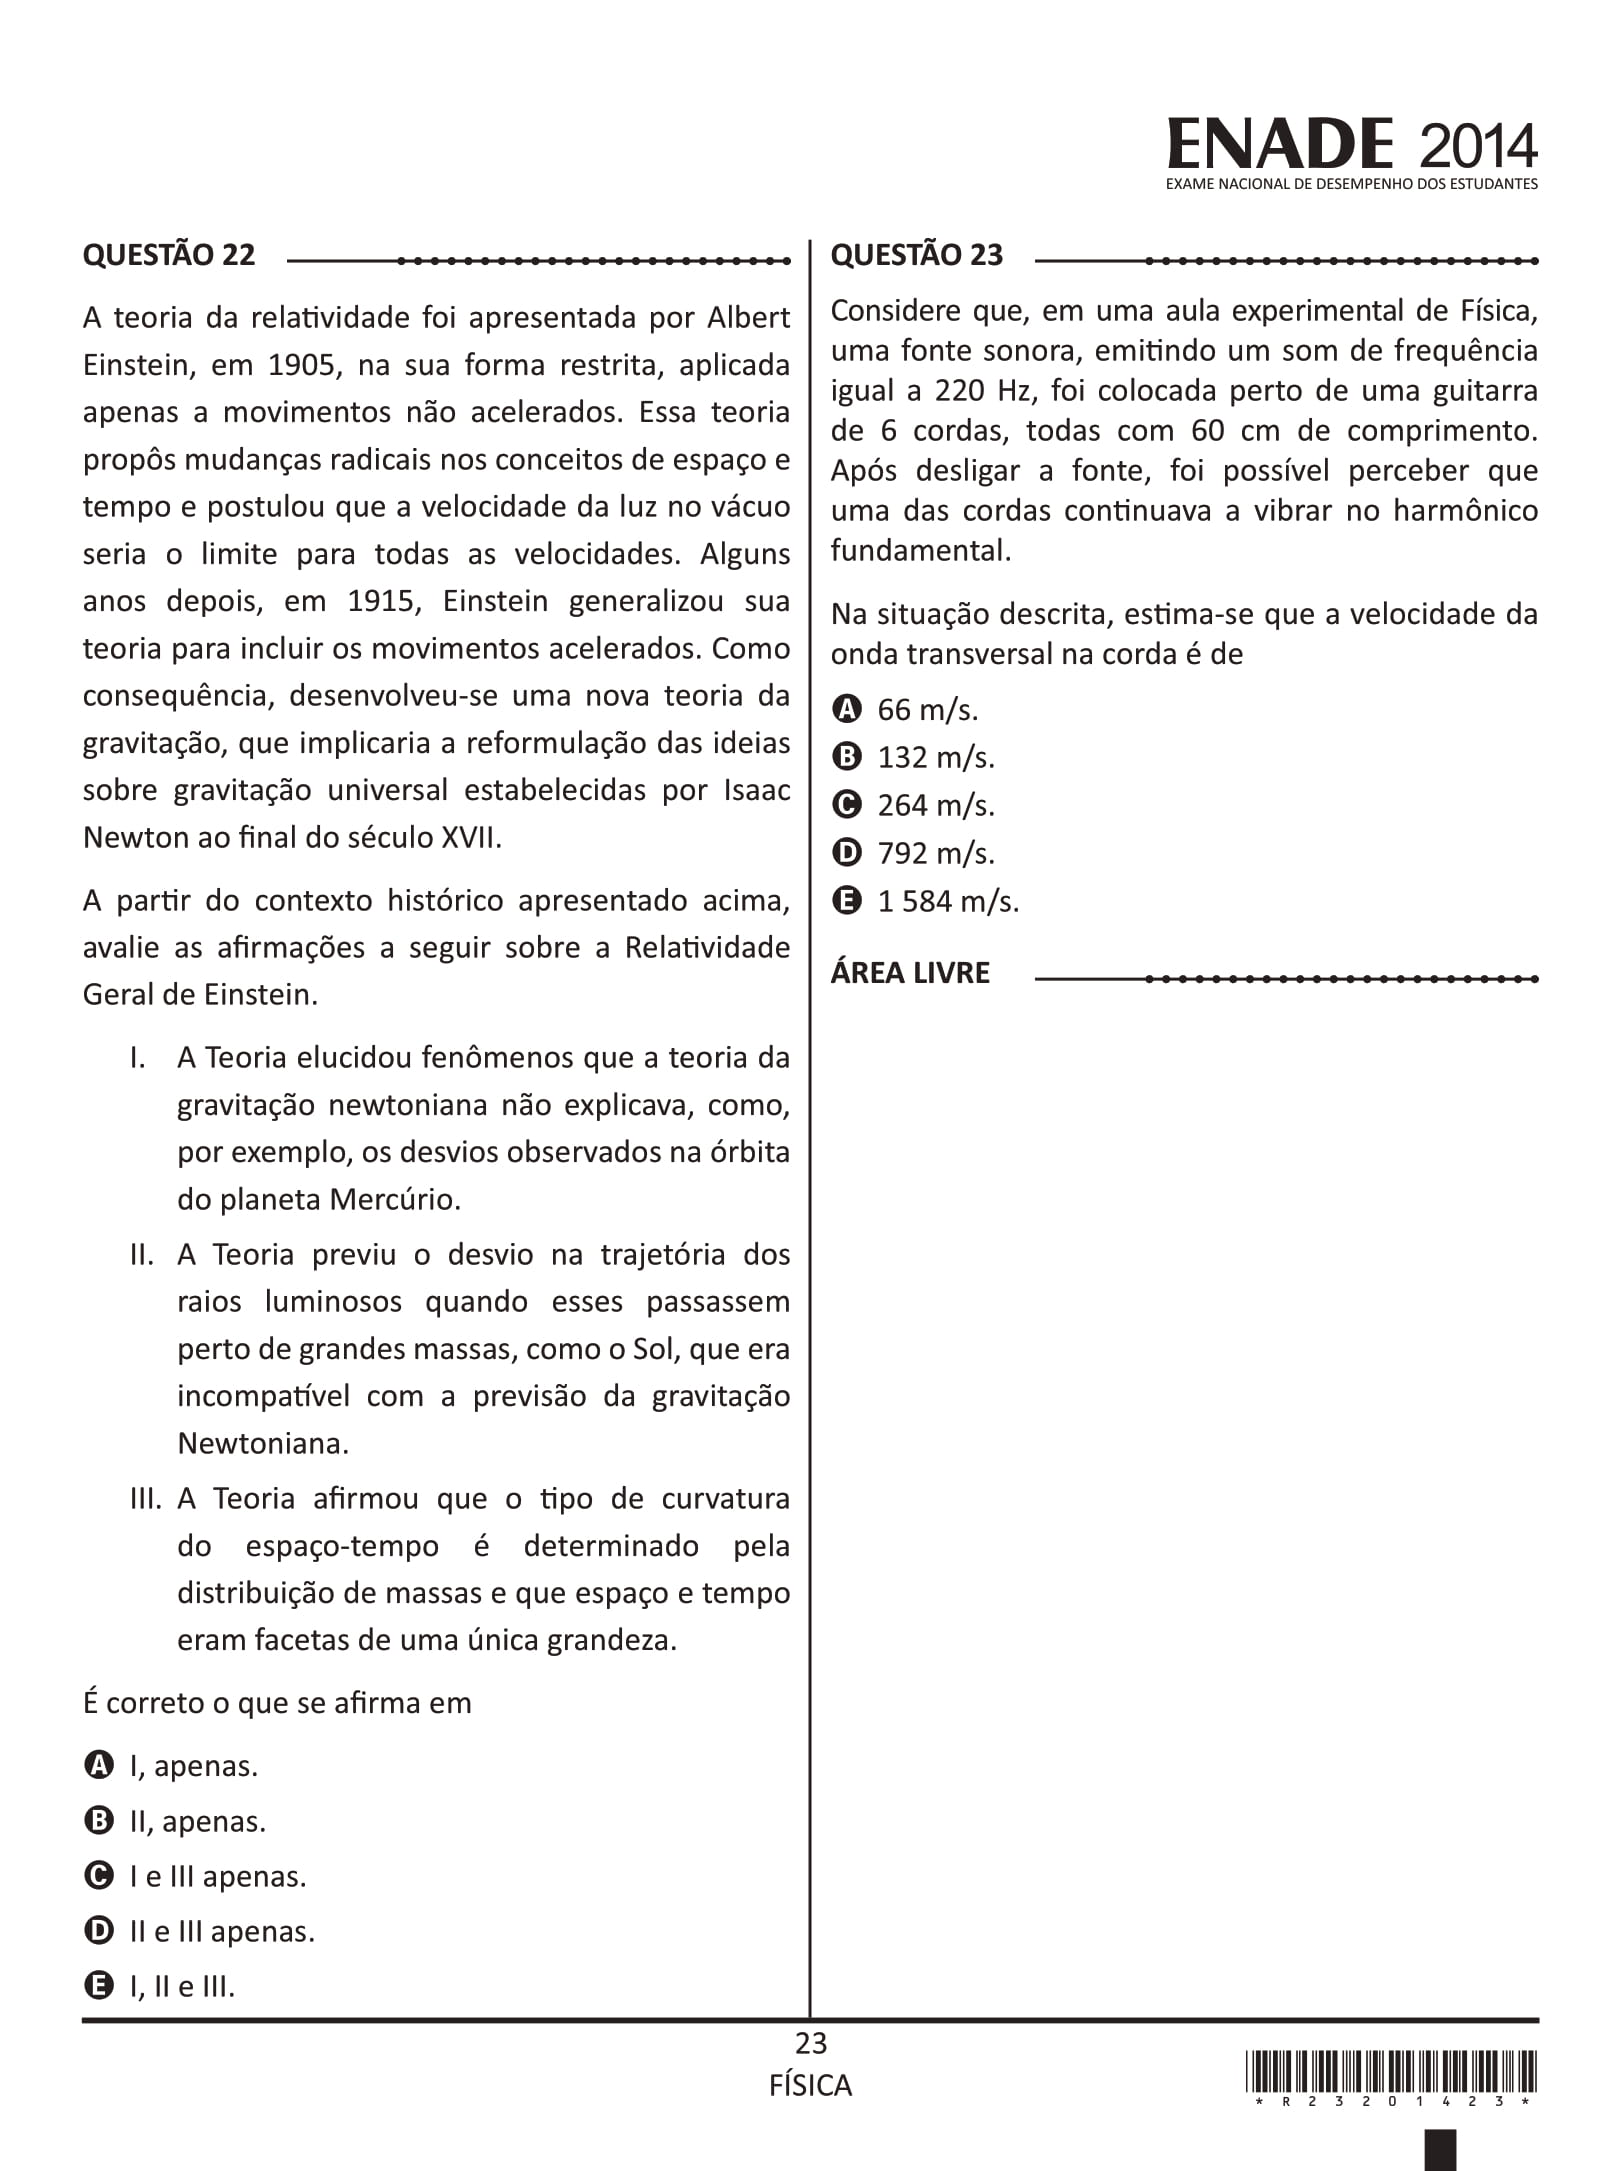 ENADE 2014
EXAME NACIONAL DE DESEMPENHO DOS ESTUDANTES
QUESTÃO 22
A teoria da relatividade foi apresentada por Albert
Einstein, em 1905, na sua forma restrita, aplicada
apenas a movimentos não acelerados. Essa teoria
propôs mudanças radicais nos conceitos de espaço e
tempo e postulou que a velocidade da luz no vácuo
seria o limite para todas as velocidades. Alguns
anos depois, em 1915, Einstein generalizou sua
teoria para incluir os movimentos acelerados. Como
consequência, desenvolveu-se uma nova teoria da
gravitação, que implicaria a reformulação das ideias
sobre gravitação universal estabelecidas por Isaac
Newton ao final do século XVII.
A partir do contexto histórico apresentado acima,
avalie as afirmações a seguir sobre a Relatividade
Geral de Einstein.
I. A Teoria elucidou fenômenos que a teoria da
gravitação newtoniana não explicava, como,
por exemplo, os desvios observados na órbita
do planeta Mercúrio.
II. A Teoria previu o desvio na trajetória dos
raios luminosos quando esses passassem
perto de grandes massas, como o Sol, que era
incompatível com a previsão da gravitação
Newtoniana.
III. A Teoria afirmou que o tipo de curvatura
do espaço-tempo é determinado pela
distribuição de massas e que espaço e tempo
eram facetas de uma única grandeza.
É correto o que se afirma em
A I, apenas.
B II, apenas.
C I e III apenas.
D II e III apenas.
E I, II e III.
QUESTÃO 23
Considere que, em uma aula experimental de Física,
uma fonte sonora, emitindo um som de frequência
igual a 220 Hz, foi colocada perto de uma guitarra
de 6 cordas, todas com 60 cm de comprimento.
Após desligar a fonte, foi possível perceber que
uma das cordas continuava a vibrar no harmônico
fundamental.
Na situação descrita, estima-se que a velocidade da
onda transversal na corda é de
A 66 m/s.
B 132 m/s.
C 264 m/s.
D 792 m/s.
E 1 584 m/s.
ÁREA LIVRE
23
FÍSICA
* R 2 3 2 0 1 4 2 3 *